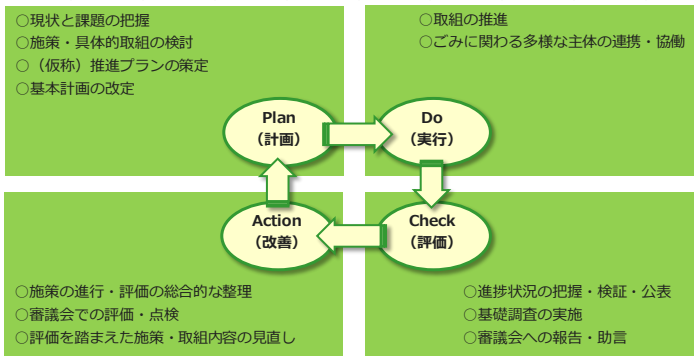 ○現状と課題の把握
○施策・具体的取組の検討
○（仮称）推進プランの策定
○基本計画の改定
○取組の推進
○ごみに関わる多様な主体の連携・協働
Plan
（計画）
Do
（実行）
Action
（改善）
Check
（評価）
○施策の進行・評価の総合的な整理
○審議会での評価・点検
○評価を踏まえた施策・取組内容の見直し
○進捗状況の把握・検証・公表
○基礎調査の実施
○審議会への報告・助言